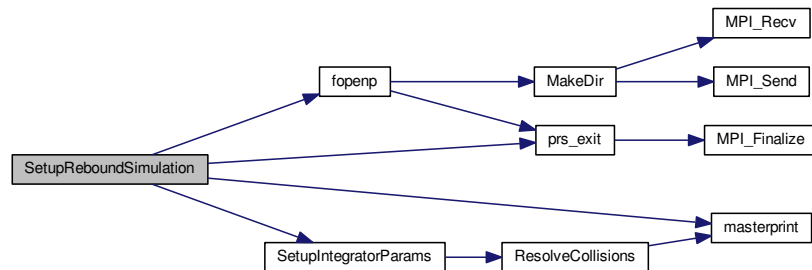 MPI_Recv
fopenp
MakeDir
MPI_Send
prs_exit
MPI_Finalize
SetupReboundSimulation
masterprint
SetupIntegratorParams
ResolveCollisions